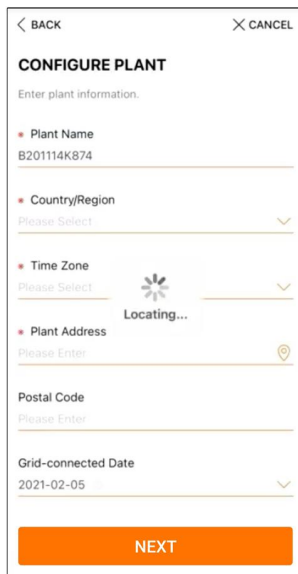 BACK
CANCEL
CONFIGURE PLANT
Enter plant information.
Plant Name
B201114K874
Country/Region
Please Select
Time Zone
Please Select
Locating...
Plant Address
Please Enter
Postal Code
Please Enter
Grid-connected Date
2021-02-05
NEXT